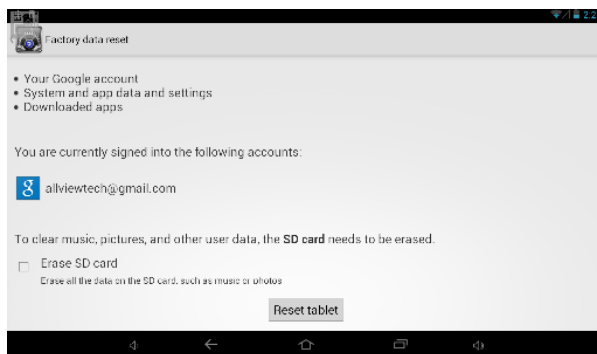 2:2
Factory data reset
• Your Google account
• System and app data and settings
• Downloaded apps
You are currently signed into the following accounts:
g allviewtech@gmail.com
To clear music, pictures, and other user data, the SD card needs to be erased.
Erase SD card
Erase all the data on the SD card, such as music or photos
Reset tablet